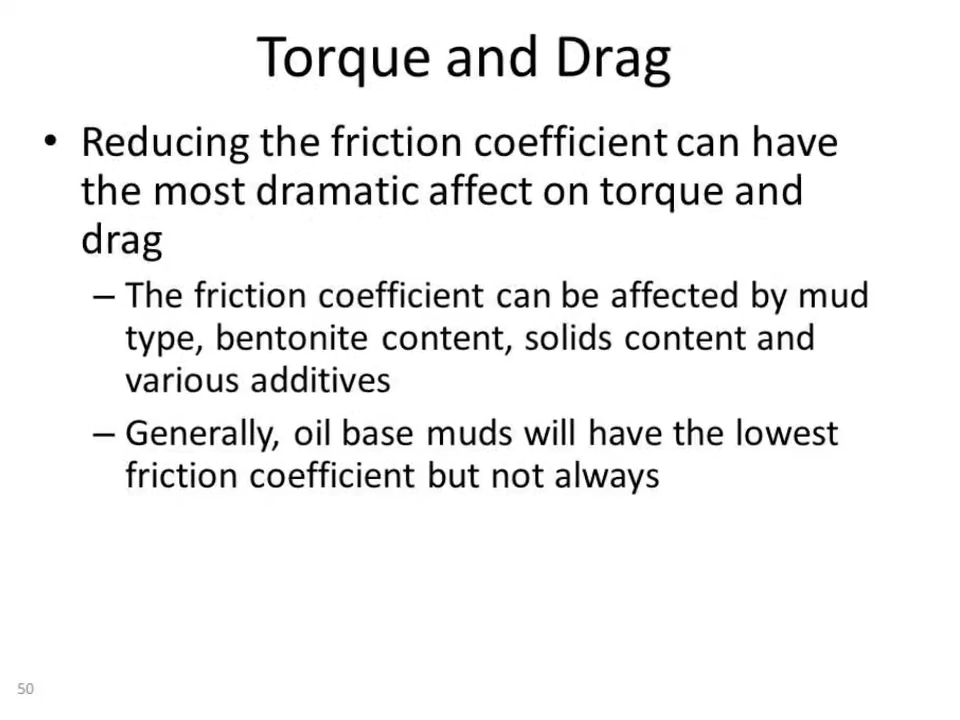 Torque and Drag
• Reducing the friction coefficient can have
the most dramatic affect on torque and
drag
– The friction coefficient can be affected by mud
type, bentonite content, solids content and
various additives
– Generally, oil base muds will have the lowest
friction coefficient but not always
50